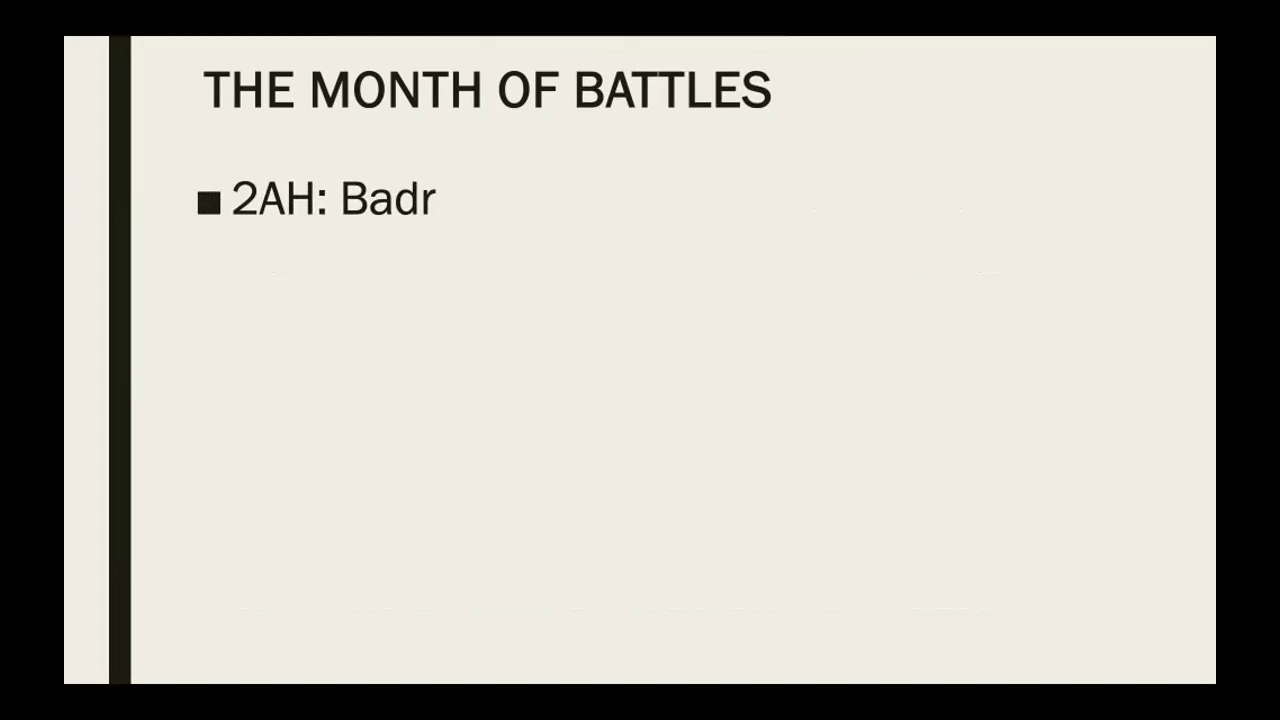 THE MONTH OF BATTLES
■ 2AH: Badr